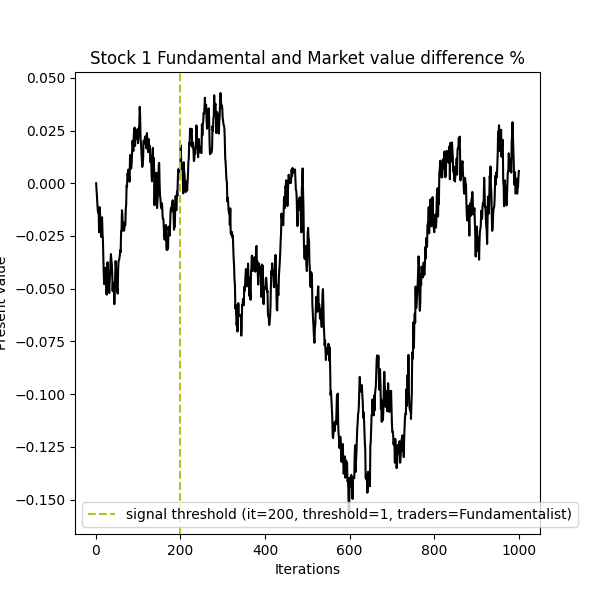 Stock 1 Fundamental and Market value difference %
0.050
0.025
0.000
−0.025
−0.050
−0.075
−0.100
−0.125
−0.150
Present value
signal threshold (it=200, threshold=1, traders=Fundamentalist)
0 200 400 600 800 1000
Iterations